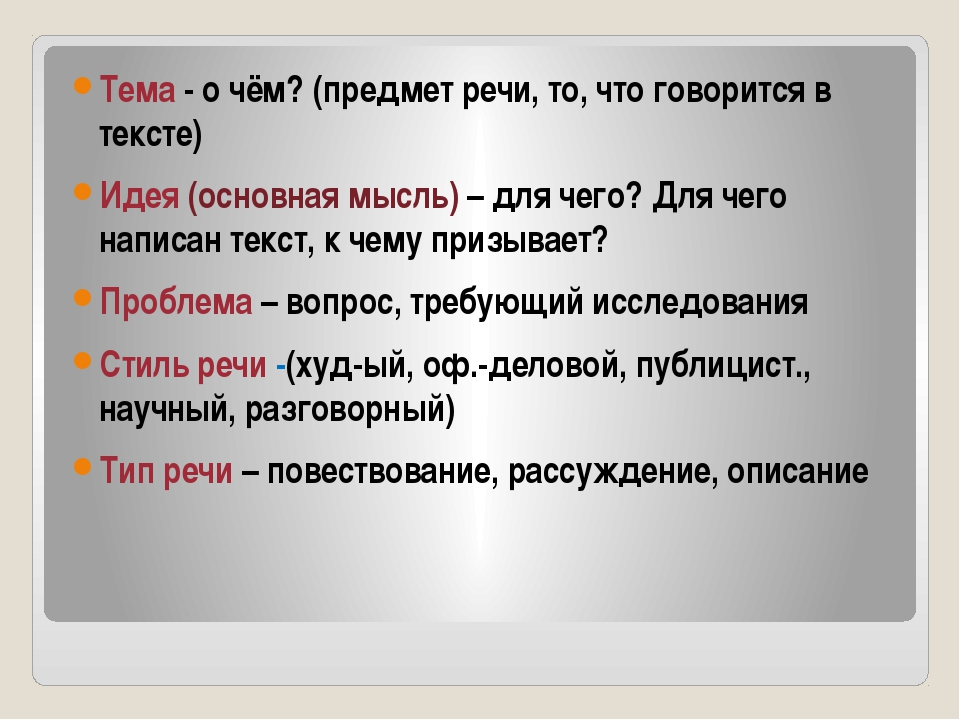 Тема - о чём? (предмет речи, то, что говорится в
тексте)
Идея (основная мысль) – для чего? Для чего
написан текст, к чему призывает?
Проблема – вопрос, требующий исследования
Стиль речи -(худ-ый, оф.-деловой, публицист.,
научный, разговорный)
Тип речи – повествование, рассуждение, описание